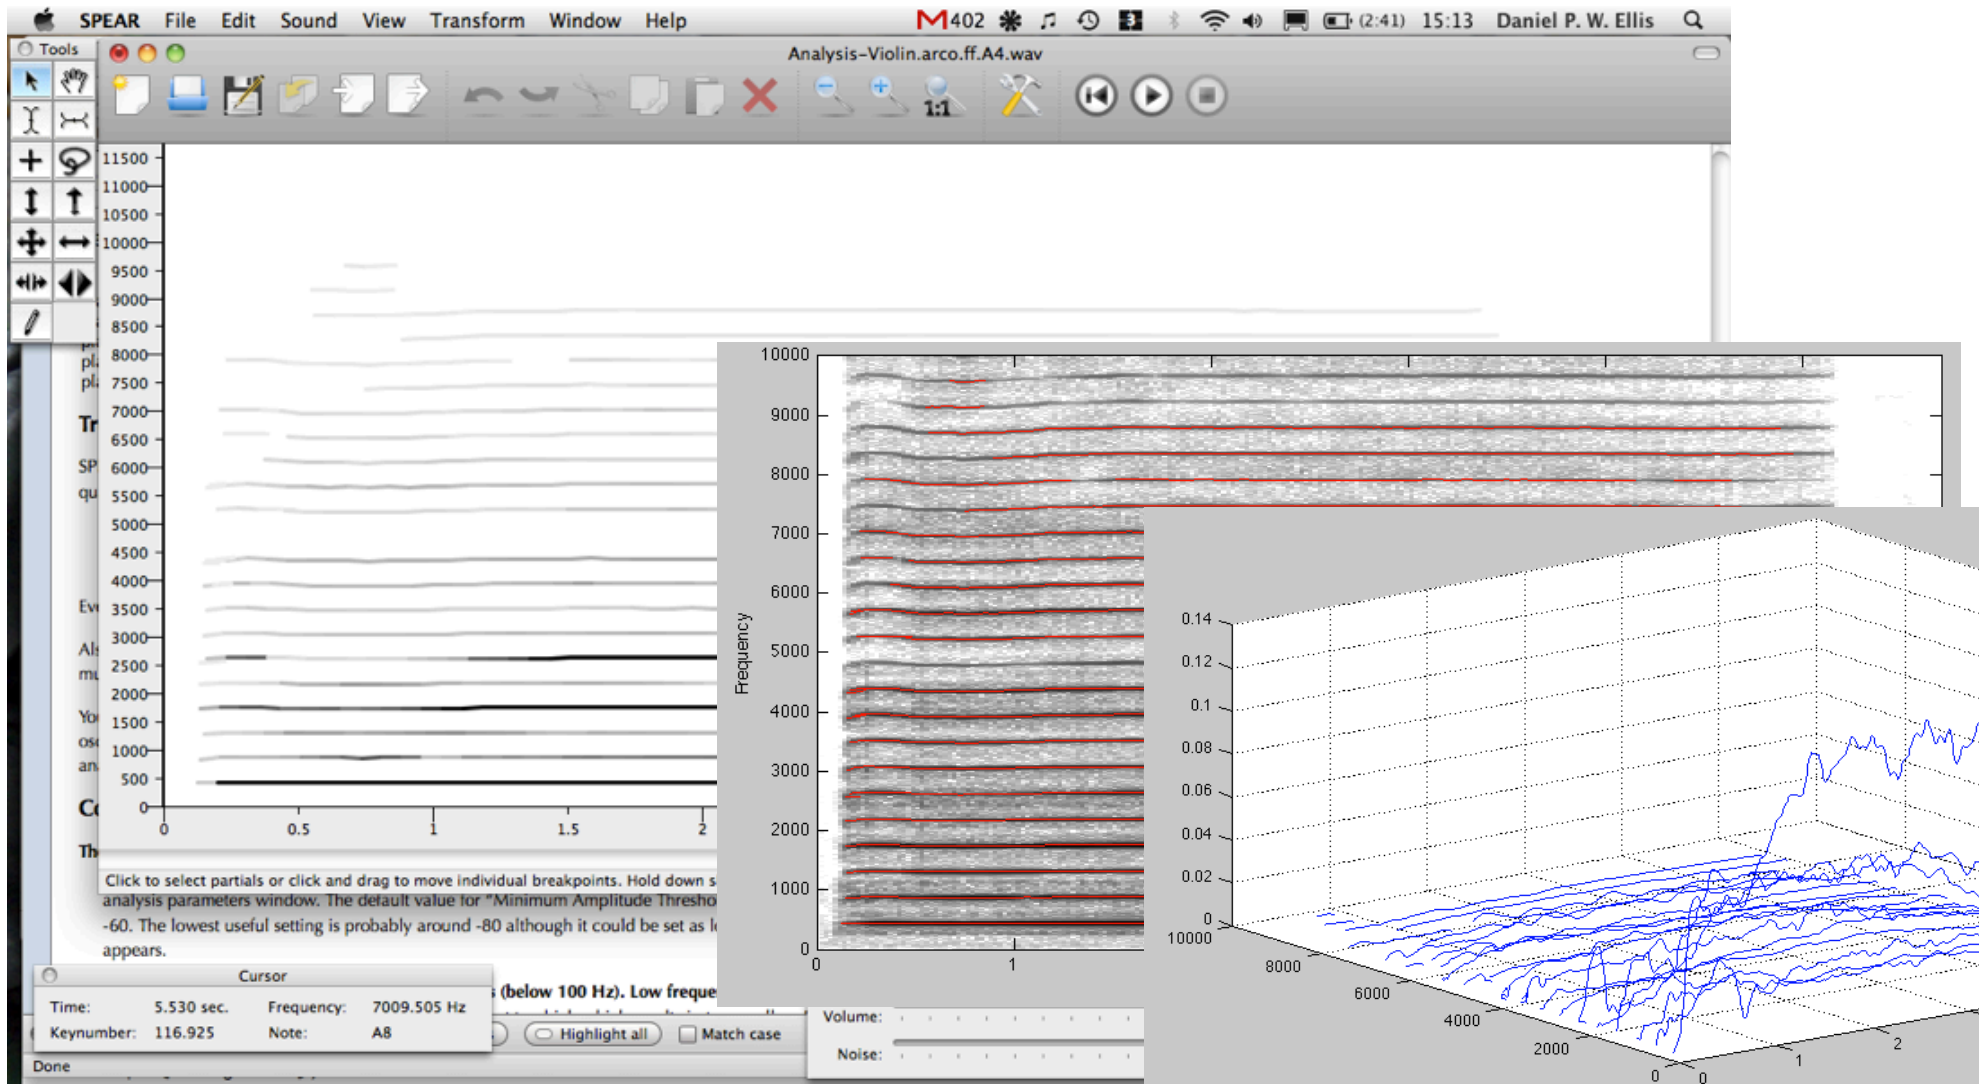 SPEAR File Edit Sound View Transform Window Help M402 3 (2:41) 15:13 Daniel P. W. Ellis
Tools
Analysis-Violin.arco.ff.A4.wav
1:1
11500
11000
10500
10000
9500
9000
8500
8000
7500
7000
6500
6000
5500
5000
4500
4000
3500
3000
2500
2000
1500
1000
500
0
0 0.5 1 1.5 2
Click to select partials or click and drag to move individual breakpoints. Hold down s
analysis parameters window. The default value for "Minimum Amplitude Thresho
-60. The lowest useful setting is probably around -80 although it could be set as l
appears.
(below 100 Hz). Low freque
Cursor
Time: 5.530 sec. Frequency: 7009.505 Hz
Keynumber: 116.925 Note: A8
Highlight all Match case
Done
Volume:
Noise:
10000
9000
8000
7000
6000
5000
4000
3000
2000
1000
0
Frequency
0 1
0.14
0.12
0.1
0.08
0.06
0.04
0.02
0
10000
8000
6000
4000
2000
0
0 1 2